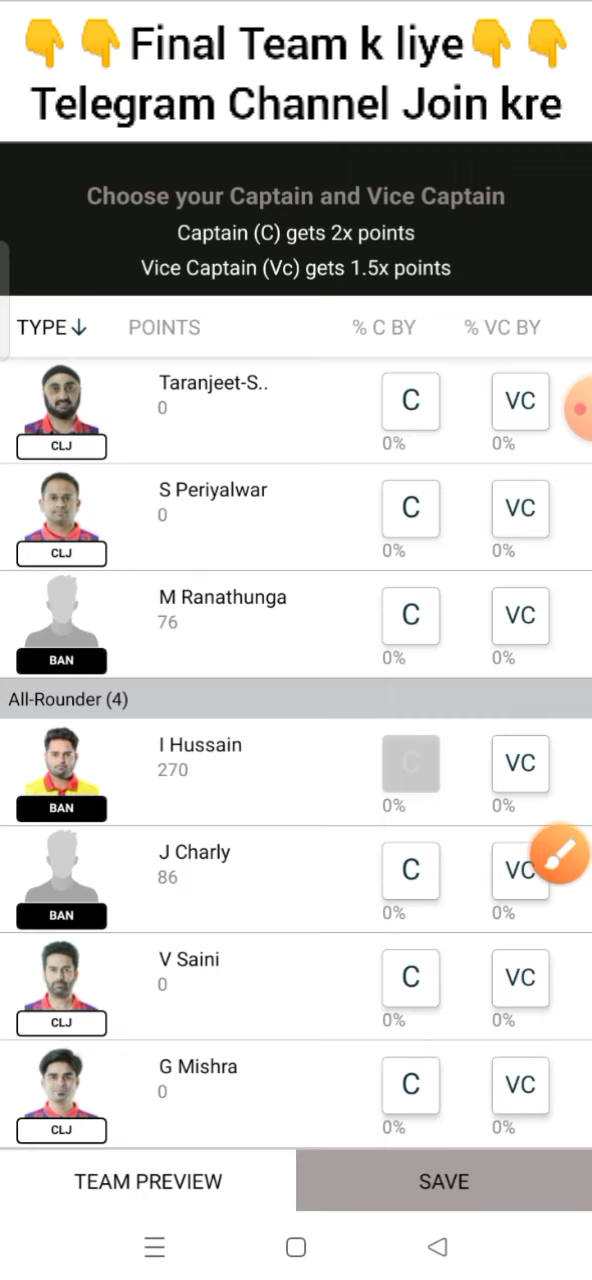 👇👇Final Team k liye👇👇
Telegram Channel Join kre
Choose your Captain and Vice Captain
Captain (C) gets 2x points
Vice Captain (Vc) gets 1.5x points
TYPE↓ POINTS % C BY % VC BY
Taranjeet-S..
0
C VC
0% 0%
CLJ
S Periyalwar
0
C VC
0% 0%
CLJ
M Ranathunga
76
C VC
0% 0%
BAN
All-Rounder (4)
I Hussain
270
C VC
0% 0%
BAN
J Charly
86
C VC
0% 0%
BAN
V Saini
0
C VC
0% 0%
CLJ
G Mishra
0
C VC
0% 0%
CLJ
TEAM PREVIEW SAVE